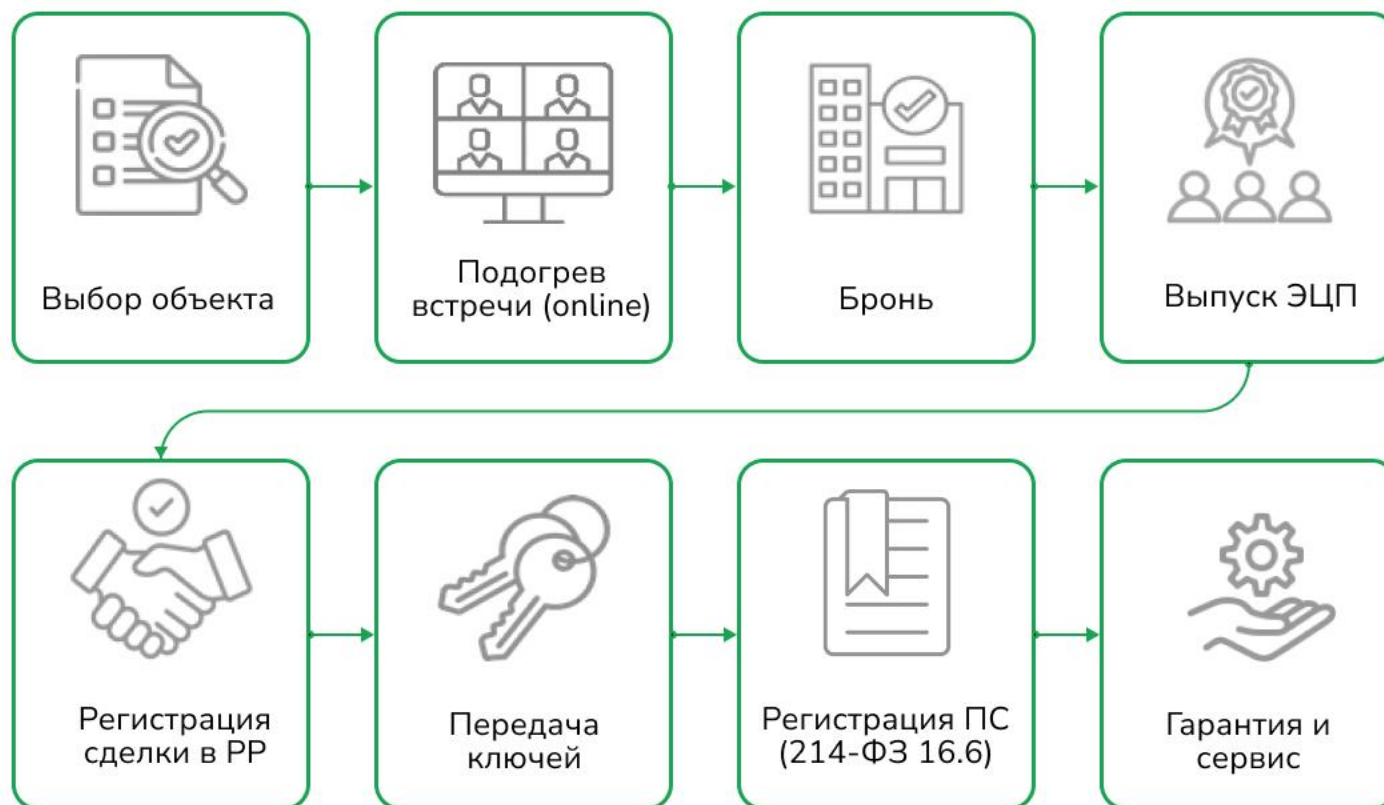 Выбор объекта
Подогрев
встречи (online)
Бронь
Выпуск ЭЦП
Регистрация
сделки в РР
Передача
ключей
Регистрация ПС
(214-ФЗ 16.6)
Гарантия и
сервис